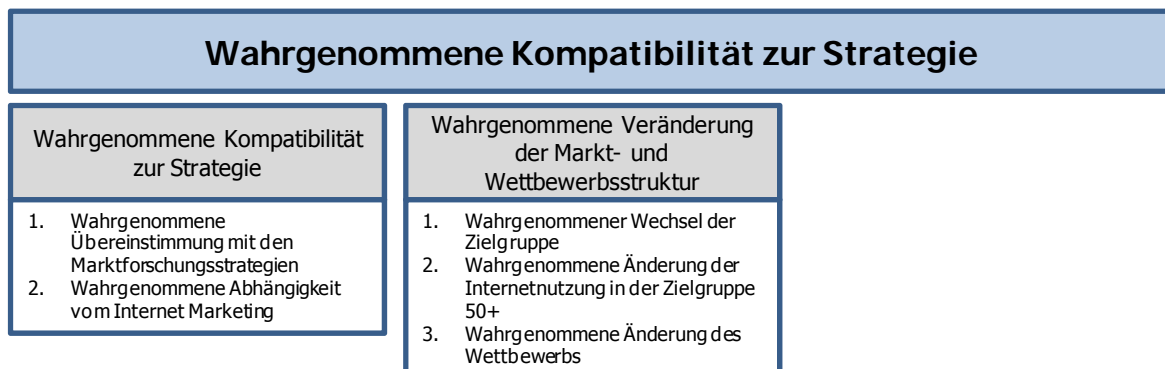 Wahrgenommene Kompatibilität zur Strategie
Wahrgenommene Kompatibilität
zur Strategie
1. Wahrgenommene
Übereinstimmung mit den
Marktforschungsstrategien
2. Wahrgenommene Abhängigkeit
vom Internet Marketing
Wahrgenommene Veränderung
der Markt- und
Wettbewerbsstruktur
1. Wahrgenommener Wechsel der
Zielgruppe
2. Wahrgenommene Änderung der
Internetnutzung in der Zielgruppe
50+
3. Wahrgenommene Änderung des
Wettbewerbs